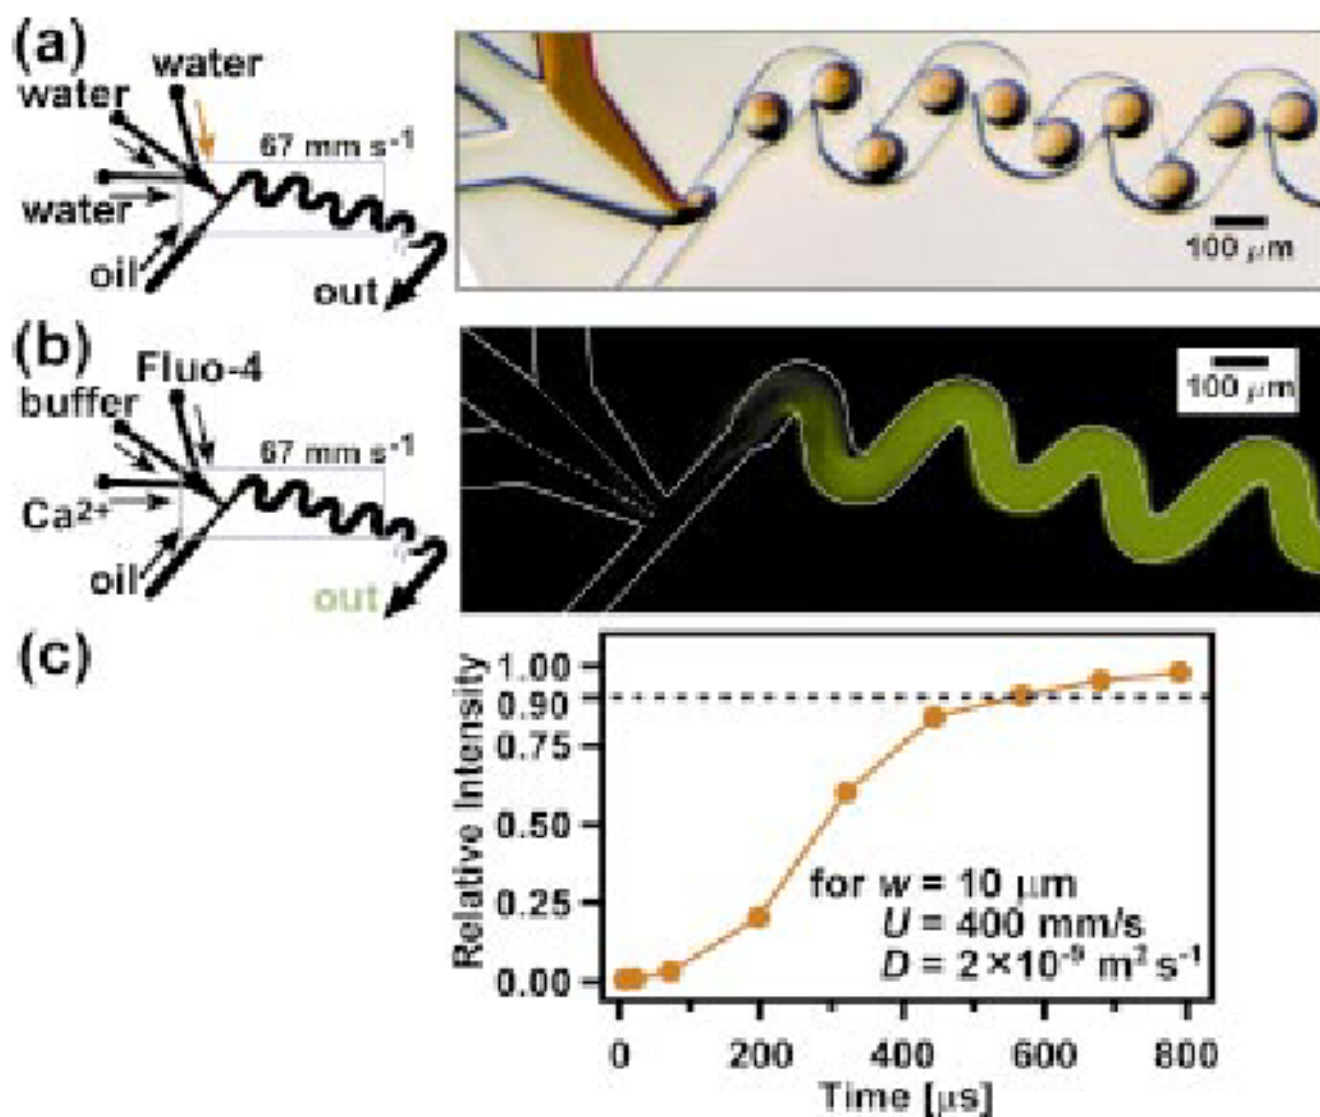 (a)
water
water
67 mm s-1
water
oil
out
100 μm
(b)
Fluo-4
buffer
67 mm s-1
Ca2+
oil
out
100 μm
(c)
Relative Intensity
1.00
0.90
0.75
0.50
0.25
0.00
for w = 10 μm
U = 400 mm/s
D = 2×10-9 m2 s-1
0 200 400 600 800
Time [μs]